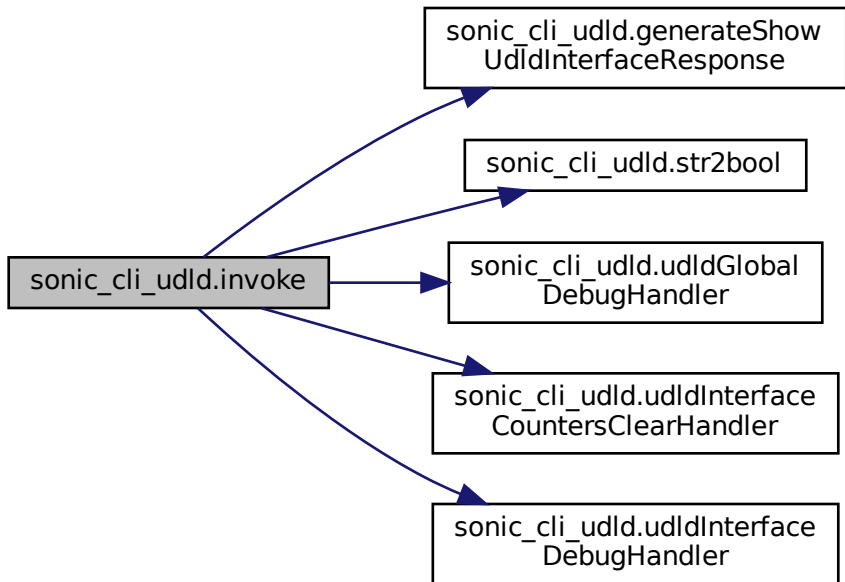 sonic_cli_udld.generateShow
UdldInterfaceResponse
sonic_cli_udld.str2bool
sonic_cli_udld.invoke
sonic_cli_udld.udldGlobal
DebugHandler
sonic_cli_udld.udldInterface
CountersClearHandler
sonic_cli_udld.udldInterface
DebugHandler